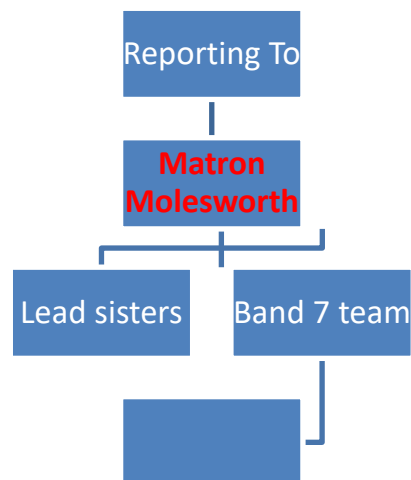 Reporting To
Matron
Molesworth
Lead sisters
Band 7 team